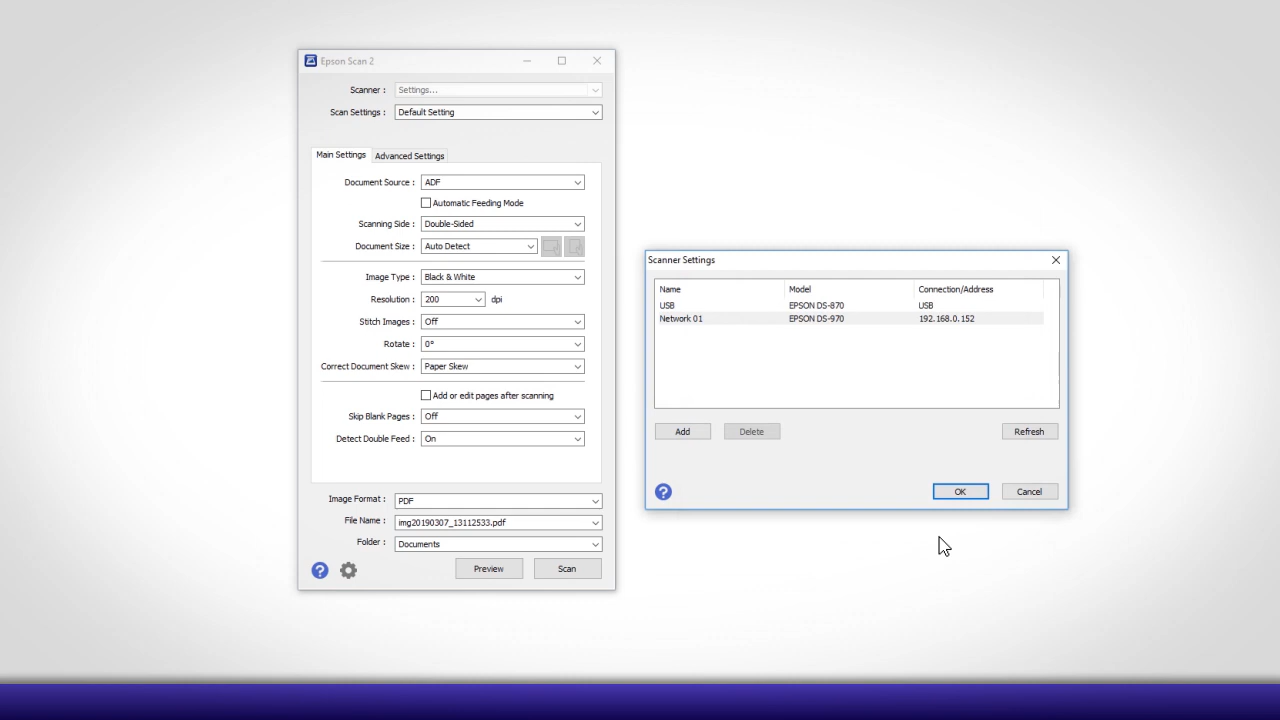 Epson Scan 2
Scanner : Settings...
Scan Settings : Default Setting
Main Settings Advanced Settings
Document Source : ADF
Automatic Feeding Mode
Scanning Side : Double-Sided
Document Size : Auto Detect
Image Type : Black & White
Resolution : 200 dpi
Stitch Images : Off
Rotate : 0°
Correct Document Skew : Paper Skew
Add or edit pages after scanning
Skip Blank Pages : Off
Detect Double Feed : On
Image Format : PDF
File Name : img20190307_13112533.pdf
Folder : Documents
? Preview Scan
Scanner Settings
Name Model Connection/Address
USB EPSON DS-870 USB
Network 01 EPSON DS-970 192.168.0.152
Add Delete Refresh
? OK Cancel